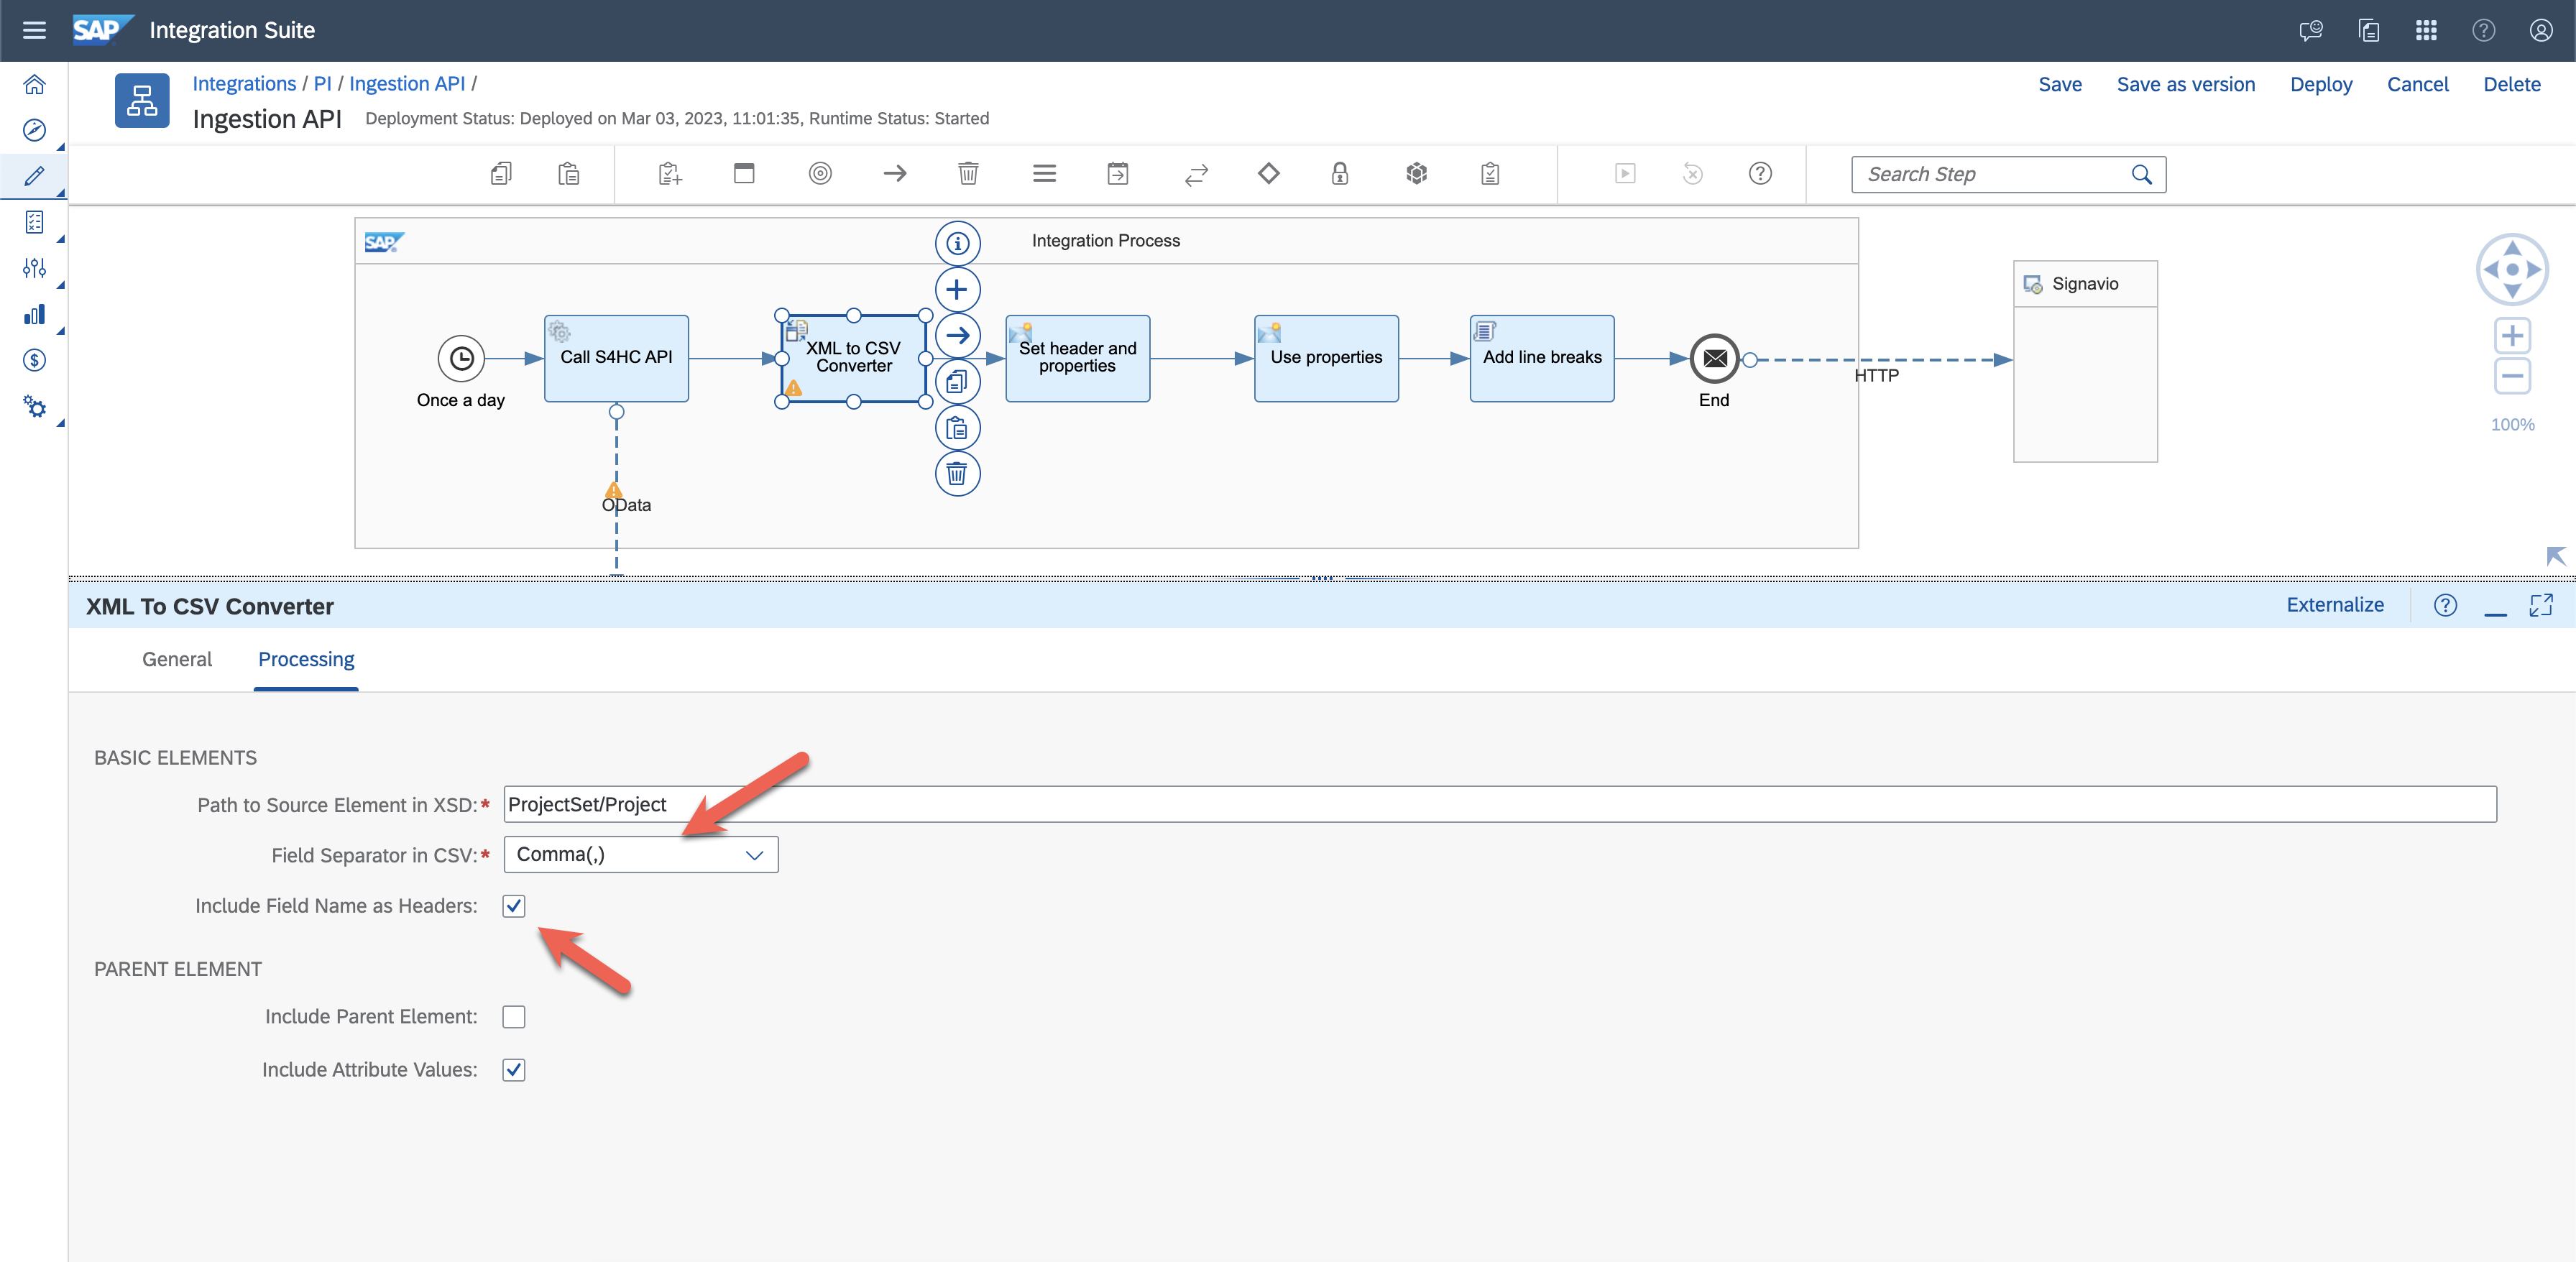 SAP Integration Suite
Integrations / PI / Ingestion API /
Save Save as version Deploy Cancel Delete
Ingestion API Deployment Status: Deployed on Mar 03, 2023, 11:01:35, Runtime Status: Started
Search Step
SAP Integration Process
Signavio
Once a day
Call S4HC API
XML to CSV
Converter
Set header and
properties
Use properties
Add line breaks
End
HTTP
OData
100%
XML To CSV Converter
Externalize
General Processing
BASIC ELEMENTS
Path to Source Element in XSD:* ProjectSet/Project
Field Separator in CSV:* Comma(,)
Include Field Name as Headers:
PARENT ELEMENT
Include Parent Element:
Include Attribute Values: